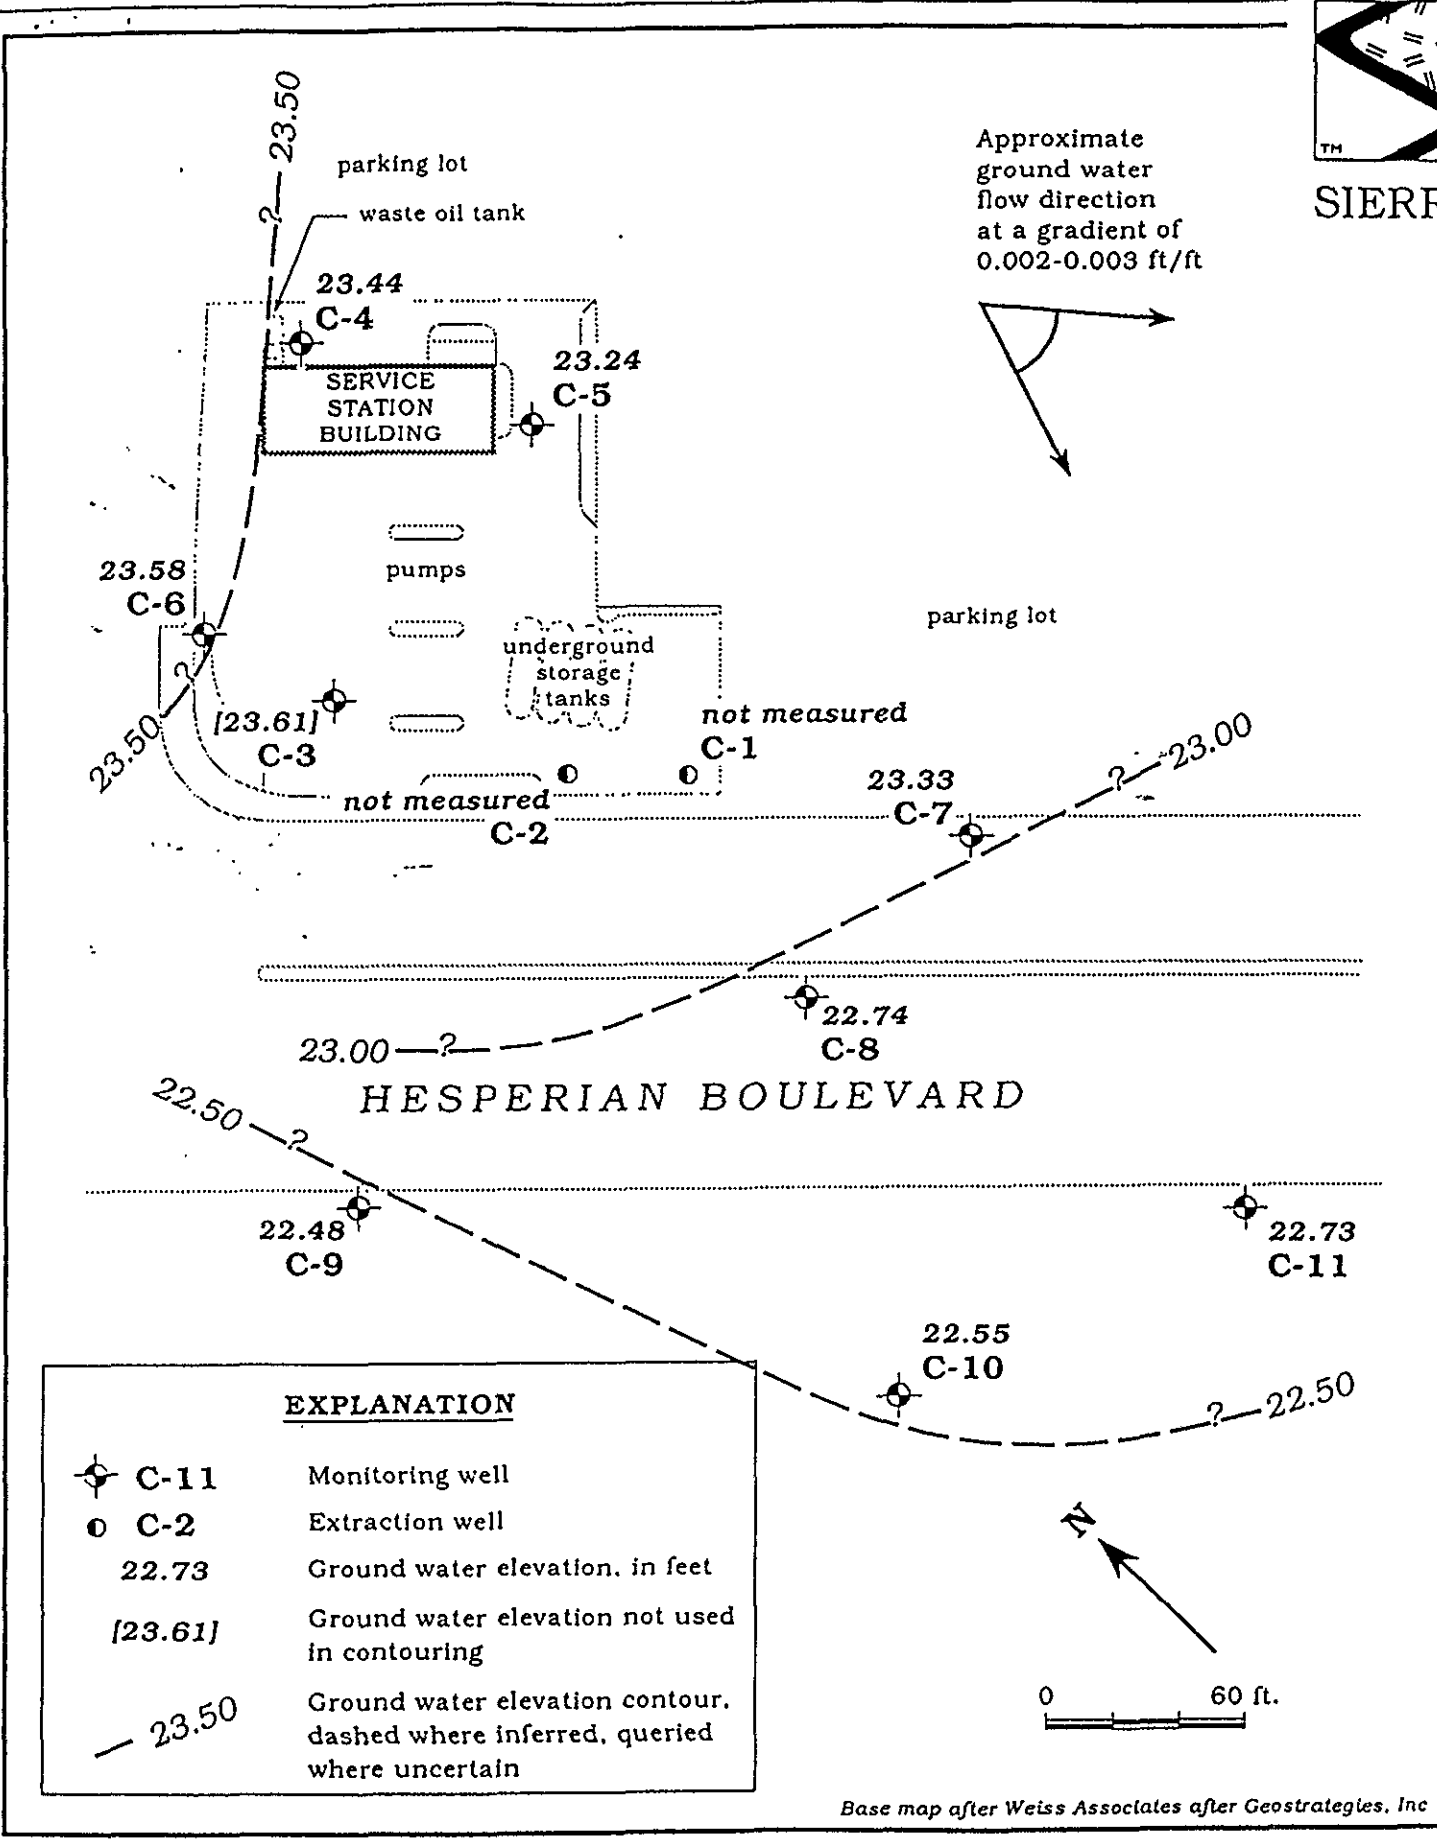 23.50
parking lot
waste oil tank
Approximate
ground water
flow direction
at a gradient of
0.002-0.003 ft/ft
TM
?
23.44
C-4
23.24
C-5
SERVICE
STATION
BUILDING
23.58
C-6
pumps
parking lot
underground
storage
tanks
?
23.50
[23.61]
C-3
not measured
C-1
not measured
C-2
23.33
C-7
?
23.00
22.74
C-8
23.00
?
HESPERIAN BOULEVARD
22.50
?
22.48
C-9
22.73
C-11
22.55
C-10
?
22.50
EXPLANATION
C-11 Monitoring well
C-2 Extraction well
22.73 Ground water elevation, in feet
[23.61] Ground water elevation not used
in contouring
23.50 Ground water elevation contour,
dashed where inferred, queried
where uncertain
N
0 60 ft.
Base map after Weiss Associates after Geostrategies, Inc